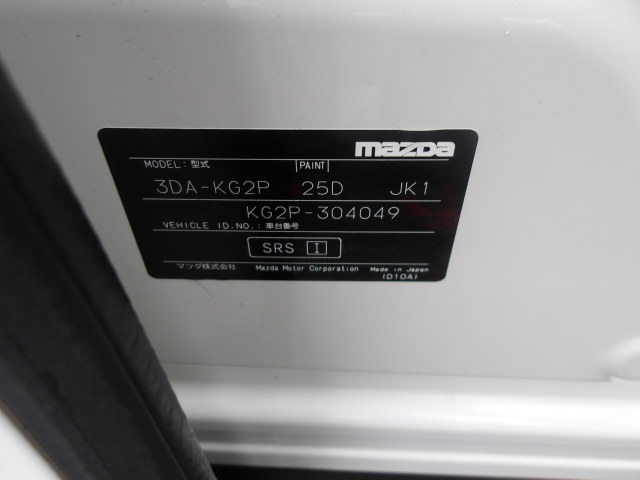 mazda
MODEL:型式 PAINT
3DA-KG2P 25D JK1
KG2P-304049
VEHICLE ID.NO.:車台番号
SRS I
マツダ株式会社 Mazda Motor Corporation Made in Japan
(D10A)